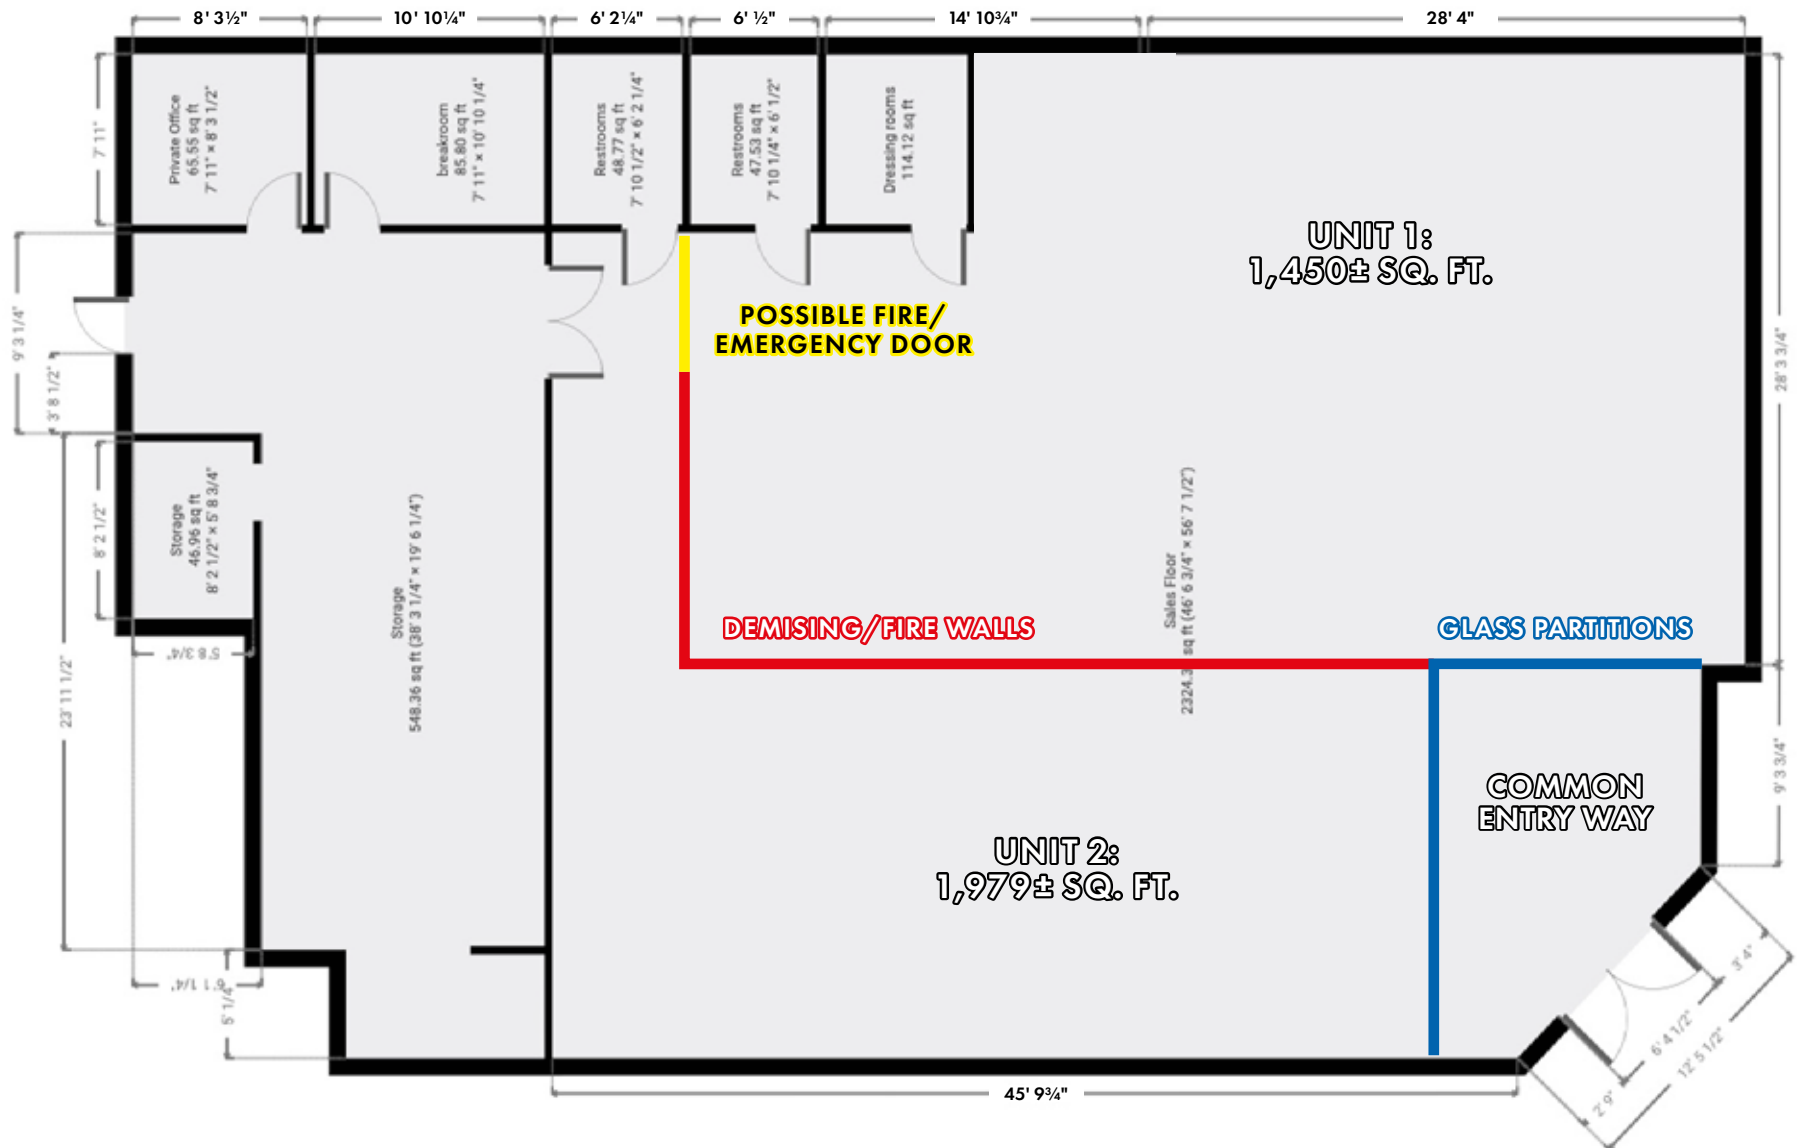 8' 3½"
10' 10¼"
6' 2¼"
6' ½"
14' 10¾"
28' 4"
7' 11"
Private Office
65.55 sq ft
7' 11" × 8' 3 1/2"
breakroom
85.80 sq ft
7' 11" × 10' 10 1/4"
Restrooms
48.77 sq ft
7' 10 1/2" × 6' 2 1/4"
Restrooms
47.53 sq ft
7' 10 1/4" × 6' 1/2"
Dressing rooms
114.12 sq ft
UNIT 1:
1,450± SQ. FT.
POSSIBLE FIRE/
EMERGENCY DOOR
9' 3 1/4"
3' 8 1/2"
28' 3 3/4"
8' 2 1/2"
Storage
46.96 sq ft
8' 2 1/2" × 5' 8 3/4"
5' 8 3/4"
23' 11 1/2"
Storage
548.36 sq ft (38' 3 1/4" × 19' 6 1/4")
Sales Floor
sq ft (46' 6 3/4" × 56' 7 1/2")
DEMISING/FIRE WALLS
GLASS PARTITIONS
COMMON
ENTRY WAY
9' 3 3/4"
UNIT 2:
1,979± SQ. FT.
6' 1 1/4"
5' 1/4"
45' 9¾"
3' 4"
6' 4 1/2"
12' 5 1/2"
2' 9"